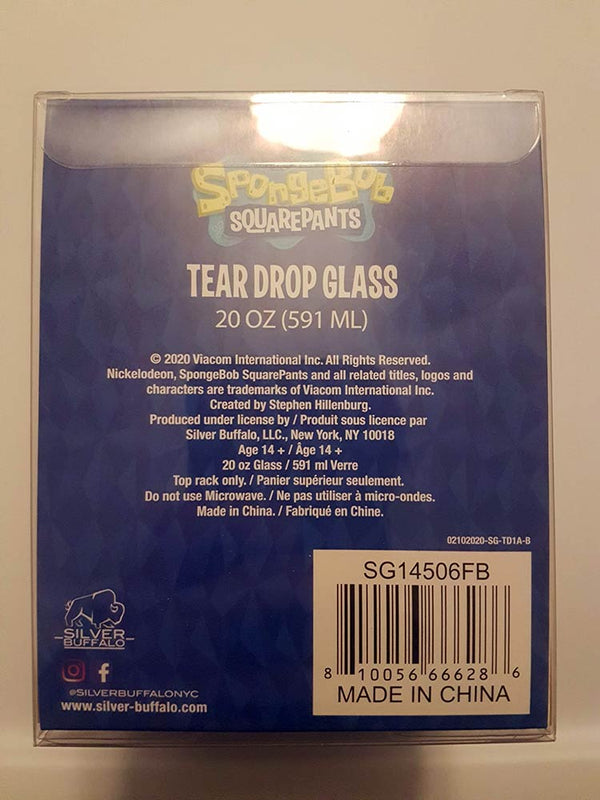 SpongeBob
SQUAREPANTS
TEAR DROP GLASS
20 OZ (591 ML)
© 2020 Viacom International Inc. All Rights Reserved.
Nickelodeon, SpongeBob SquarePants and all related titles, logos and
characters are trademarks of Viacom International Inc.
Created by Stephen Hillenburg.
Produced under license by / Produit sous licence par
Silver Buffalo, LLC., New York, NY 10018
Age 14 + / Âge 14 +
20 oz Glass / 591 ml Verre
Top rack only. / Panier supérieur seulement.
Do not use Microwave. / Ne pas utiliser à micro-ondes.
Made in China. / Fabriqué en Chine.
02102020-SG-TD1A-B
SG14506FB
8 10056 66628 6
MADE IN CHINA
SILVER
BUFFALO
@SILVERBUFFALONYC
www.silver-buffalo.com